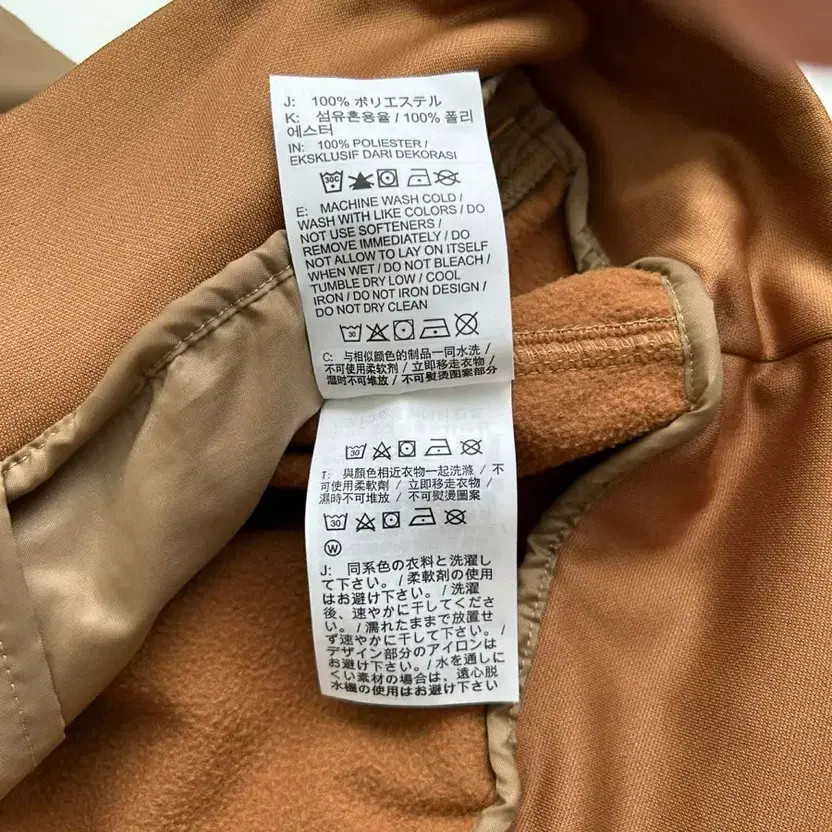 J: 100% ポリエステル
K: 섬유혼용율 / 100% 폴리
에스터
IN: 100% POLIESTER /
EKSKLUSIF DARI DEKORASI
30C
E: MACHINE WASH COLD /
WASH WITH LIKE COLORS / DO
NOT USE SOFTENERS /
REMOVE IMMEDIATELY / DO
NOT ALLOW TO LAY ON ITSELF
WHEN WET / DO NOT BLEACH /
TUMBLE DRY LOW / COOL
IRON / DO NOT IRON DESIGN /
DO NOT DRY CLEAN
30
C: 与相似颜色的制品一同水洗 /
不可使用柔软剂 / 立即移走衣物 /
湿时不可堆放 / 不可熨烫图案部分
30
T: 與顏色相近衣物一起洗滌 / 不
可使用柔軟劑 / 立即移走衣物 /
濕時不可堆放 / 不可熨燙圖案
30
W
J: 同系色の衣料と洗濯し
て下さい。/ 柔軟剤の使用
はお避け下さい。/ 洗濯
後、速やかに干してくださ
い。/ 濡れたままで放置せ
ず速やかに干して下さい。/
デザイン部分のアイロンは
お避け下さい。/ 水を通しに
くい素材の場合は、遠心脱
水機の使用はお避け下さい